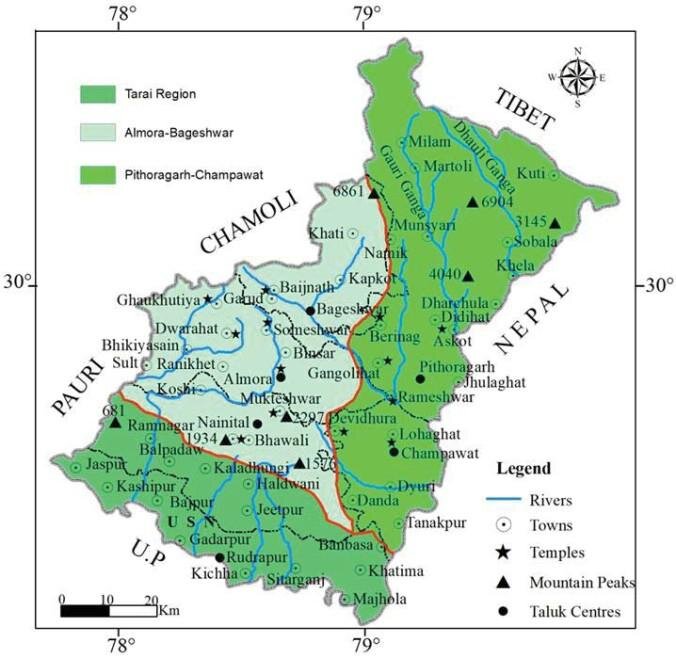 78°
79°
Tarai Region
Almora-Bageshwar
Pithoragarh-Champawat
N
W
E
S
TIBET
Milam
Dhauli Ganga
Gauri Ganga
Martoli
Kuti
6861
6904
CHAMOLI
3145
Khati
Munsyari
Sobala
Namik
Khela
30°
30°
Baijnath
Kapkot
4040
Ghaukhutiya
Garud
Bageshwar
Dharchula
NEPAL
Dwarahat
Someshwar
Didihat
Berinag
Askot
Bhikiyasain
Binsar
Sult
Ranikhet
Gangolihat
Pithoragarh
PAURI
Almora
Jhulaghat
Koshi
Mukteshwar
Rameshwar
681
2297
Devidhura
Ramnagar
Nainital
1934
Bhawali
Lohaghat
Balpadaw
Champawat
Jaspur
Kaladhungi
Kashipur
Haldwani
Dyuri
Bajpur
Danda
Jeetpur
U S N
Tanakpur
Gadarpur
Banbasa
U.P
Rudrapur
Kichha
Sitarganj
Khatima
Majhola
Legend
Rivers
Towns
Temples
Mountain Peaks
Taluk Centres
0 10 20
Km
78°
79°